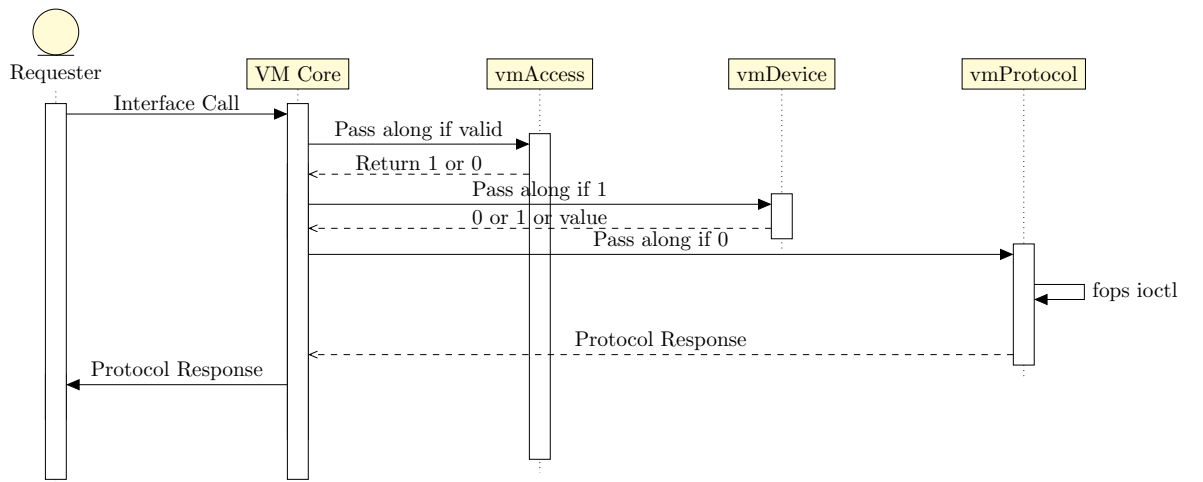 Requester
VM Core
vmAccess
vmDevice
vmProtocol
Interface Call
Pass along if valid
Return 1 or 0
Pass along if 1
0 or 1 or value
Pass along if 0
fops ioctl
Protocol Response
Protocol Response